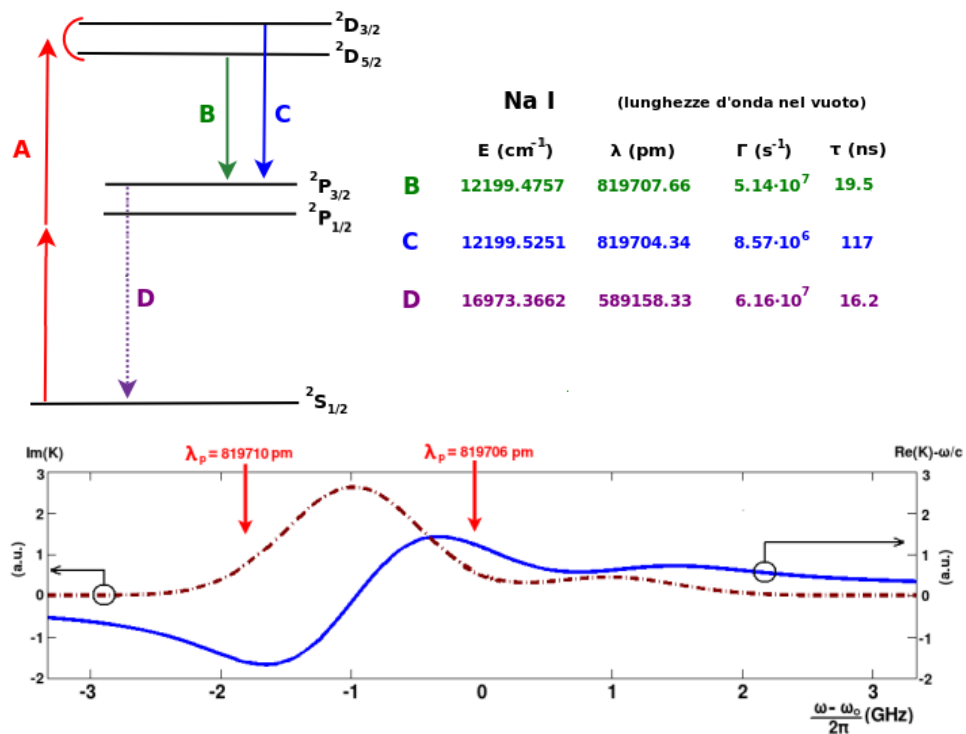 ²D₃/₂
²D₅/₂
A
B
C
²P₃/₂
²P₁/₂
D
²S₁/₂
Na I (lunghezze d'onda nel vuoto)
E (cm⁻¹) λ (pm) Γ (s⁻¹) τ (ns)
B 12199.4757 819707.66 5.14·10⁷ 19.5
C 12199.5251 819704.34 8.57·10⁶ 117
D 16973.3662 589158.33 6.16·10⁷ 16.2
Im(K) λp = 819710 pm λp = 819706 pm Re(K)-ω/c
3 3
2 2
1 1
0 0
-1 -1
-2 -2
(a.u.) (a.u.)
-3 -2 -1 0 1 2 3
ω - ωo
2π (GHz)